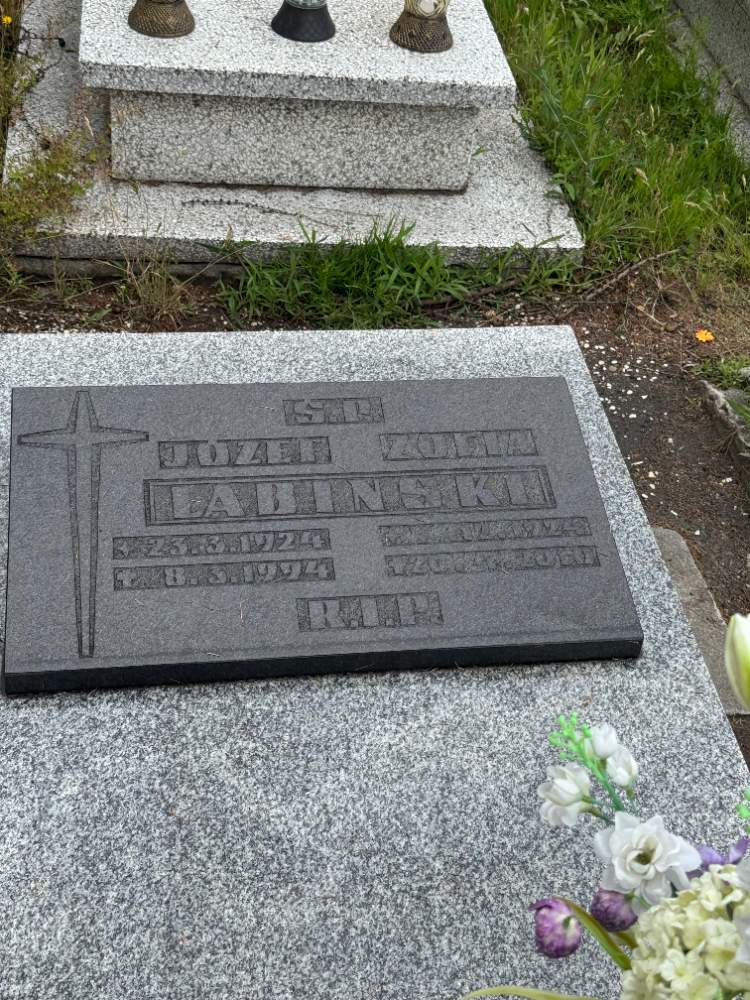 Ś.P.
JÓZEF ZOFIA
ŁABIŃSKI
* 23.3.1924
† 8.3.1994
R.I.P.